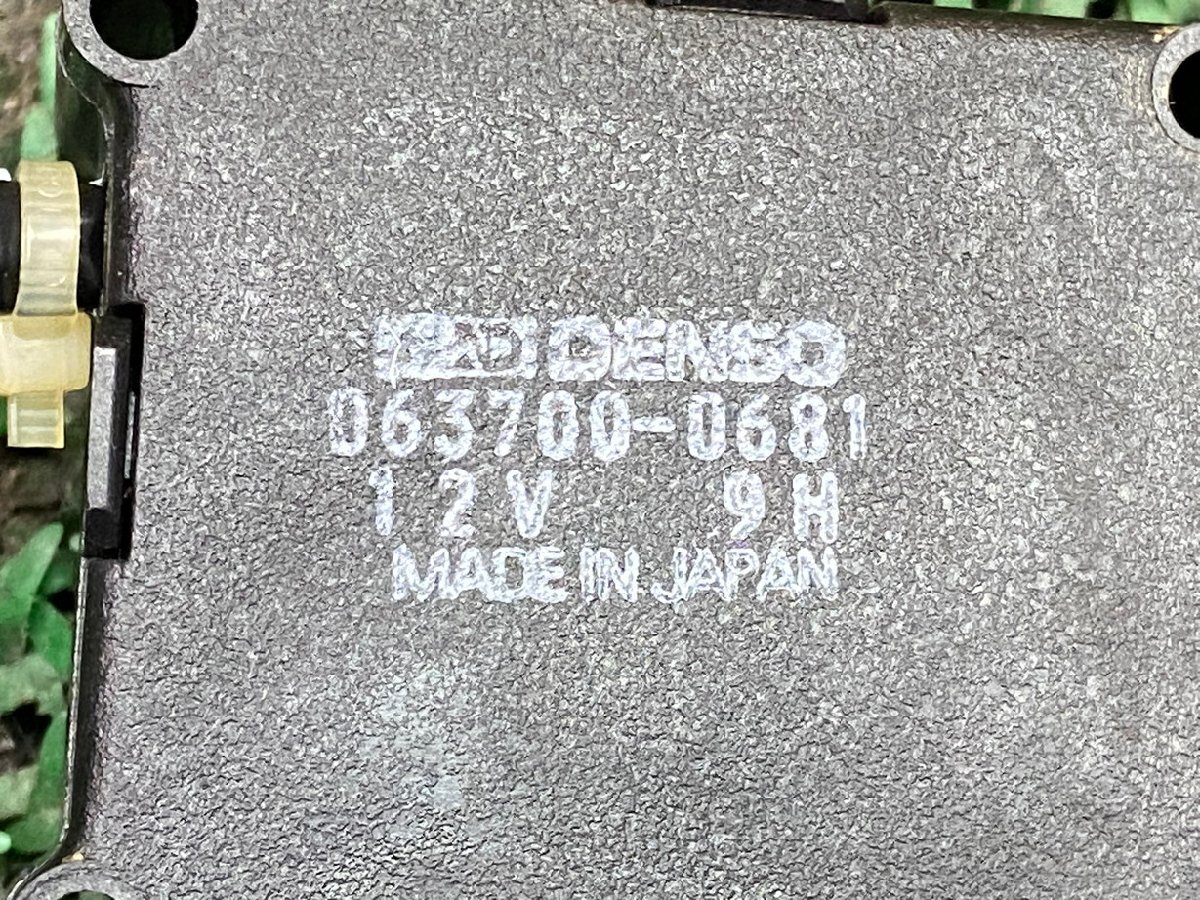 DENSO
063700-0681
12V 9H
MADE IN JAPAN